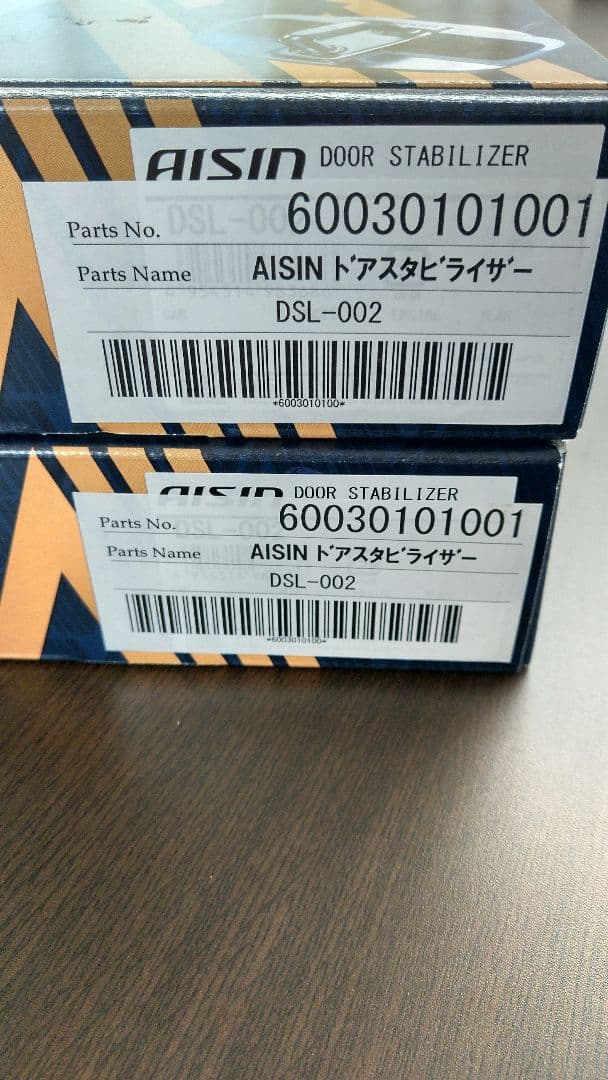 AISIN DOOR STABILIZER
Parts No. 60030101001
Parts Name AISIN ドアスタビライザー
DSL-002
*6003010100*
AISIN DOOR STABILIZER
Parts No. 60030101001
Parts Name AISIN ドアスタビライザー
DSL-002
*6003010100*